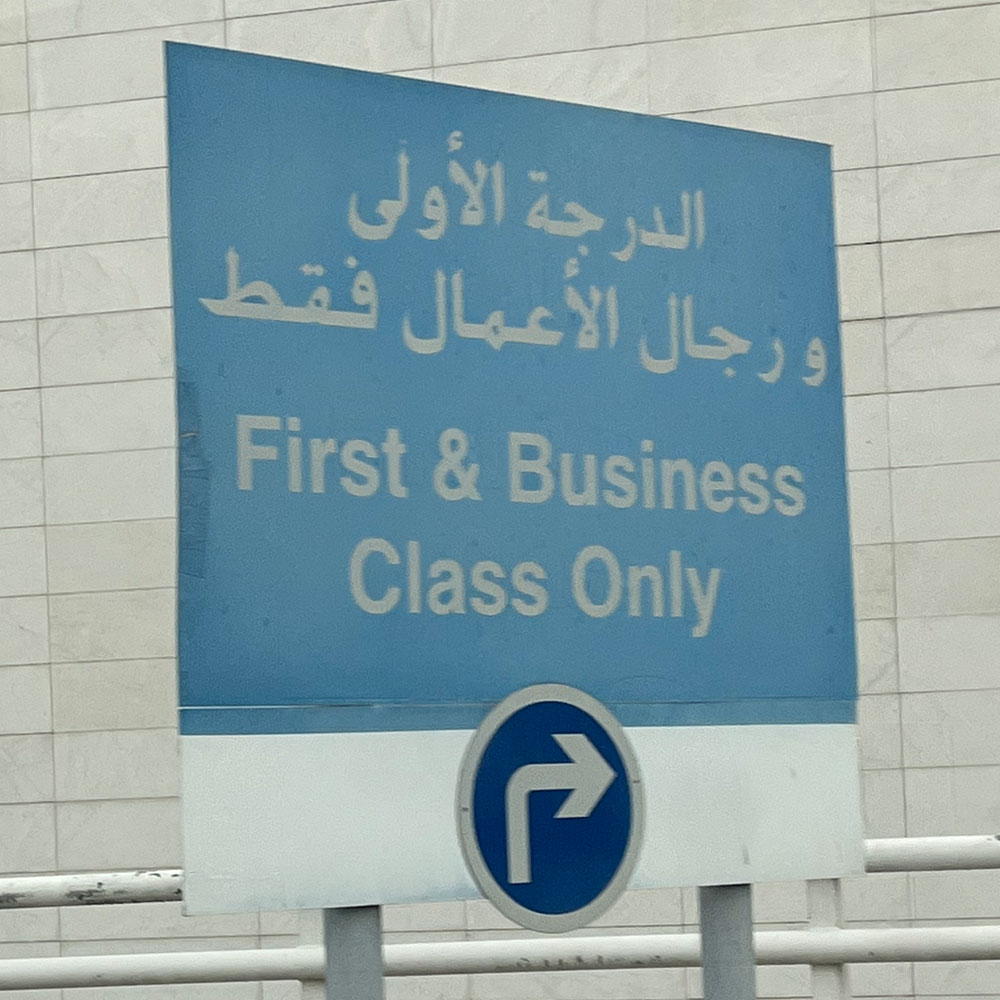 الدرجة الأولى
و رجال الأعمال فقط
First & Business
Class Only